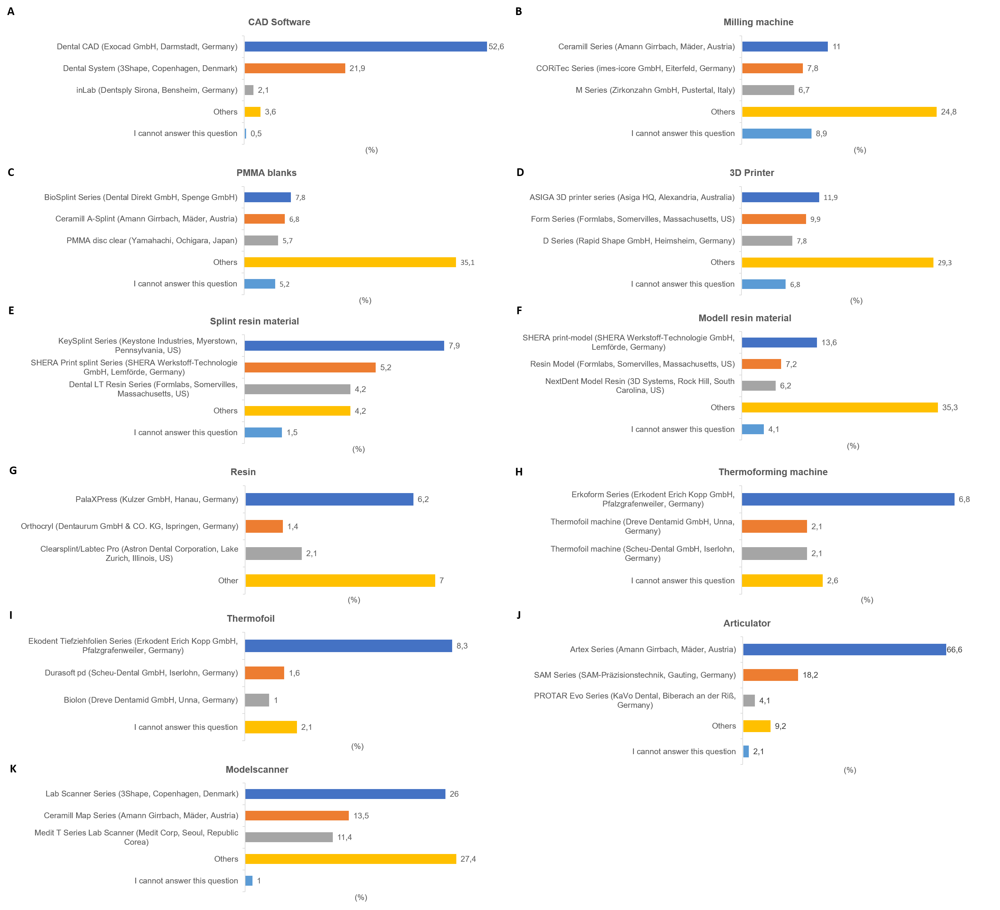 A
CAD Software
Dental CAD (Exocad GmbH, Darmstadt, Germany)
52,6
Dental System (3Shape, Copenhagen, Denmark)
21,9
inLab (Dentsply Sirona, Bensheim, Germany)
2,1
Others
3,6
I cannot answer this question
0,5
(%)
B
Milling machine
Ceramill Series (Amann Girrbach, Mäder, Austria)
11
CORiTec Series (imes-icore GmbH, Eiterfeld, Germany)
7,8
M Series (Zirkonzahn GmbH, Pustertal, Italy)
6,7
Others
24,8
I cannot answer this question
8,9
(%)
C
PMMA blanks
BioSplint Series (Dental Direkt GmbH, Spenge GmbH)
7,8
Ceramill A-Splint (Amann Girrbach, Mäder, Austria)
6,8
PMMA disc clear (Yamahachi, Ochigara, Japan)
5,7
Others
35,1
I cannot answer this question
5,2
(%)
D
3D Printer
ASIGA 3D printer series (Asiga HQ, Alexandria, Australia)
11,9
Form Series (Formlabs, Somervilles, Massachusetts, US)
9,9
D Series (Rapid Shape GmbH, Heimsheim, Germany)
7,8
Others
29,3
I cannot answer this question
6,8
(%)
E
Splint resin material
KeySplint Series (Keystone Industries, Myerstown,
Pennsylvania, US)
7,9
SHERA Print splint Series (SHERA Werkstoff-Technologie
GmbH, Lemförde, Germany)
5,2
Dental LT Resin Series (Formlabs, Somervilles,
Massachusetts, US)
4,2
Others
4,2
I cannot answer this question
1,5
(%)
F
Modell resin material
SHERA print-model (SHERA Werkstoff-Technologie GmbH,
Lemförde, Germany)
13,6
Resin Model (Formlabs, Somervilles, Massachusetts, US)
7,2
NextDent Model Resin (3D Systems, Rock Hill, South
Carolina, US)
6,2
Others
35,3
I cannot answer this question
4,1
(%)
G
Resin
PalaXPress (Kulzer GmbH, Hanau, Germany)
6,2
Orthocryl (Dentaurum GmbH & CO. KG, Ispringen, Germany)
1,4
Clearsplint/Labtec Pro (Astron Dental Corporation, Lake
Zurich, Illinois, US)
2,1
Other
7
(%)
H
Thermoforming machine
Erkoform Series (Erkodent Erich Kopp GmbH,
Pfalzgrafenweiler, Germany)
6,8
Thermofoil machine (Dreve Dentamid GmbH, Unna,
Germany)
2,1
Thermofoil machine (Scheu-Dental GmbH, Iserlohn,
Germany)
2,1
I cannot answer this question
2,6
(%)
I
Thermofoil
Ekodent Tiefziehfolien Series (Erkodent Erich Kopp GmbH,
Pfalzgrafenweiler, Germany)
8,3
Durasoft pd (Scheu-Dental GmbH, Iserlohn, Germany)
1,6
Biolon (Dreve Dentamid GmbH, Unna, Germany)
1
I cannot answer this question
2,1
(%)
J
Articulator
Artex Series (Amann Girrbach, Mäder, Austria)
66,6
SAM Series (SAM-Präzisionstechnik, Gauting, Germany)
18,2
PROTAR Evo Series (KaVo Dental, Biberach an der Riß,
Germany)
4,1
Others
9,2
I cannot answer this question
2,1
(%)
K
Modelscanner
Lab Scanner Series (3Shape, Copenhagen, Denmark)
26
Ceramill Map Series (Amann Girrbach, Mäder, Austria)
13,5
Medit T Series Lab Scanner (Medit Corp, Seoul, Republic
Corea)
11,4
Others
27,4
I cannot answer this question
1
(%)